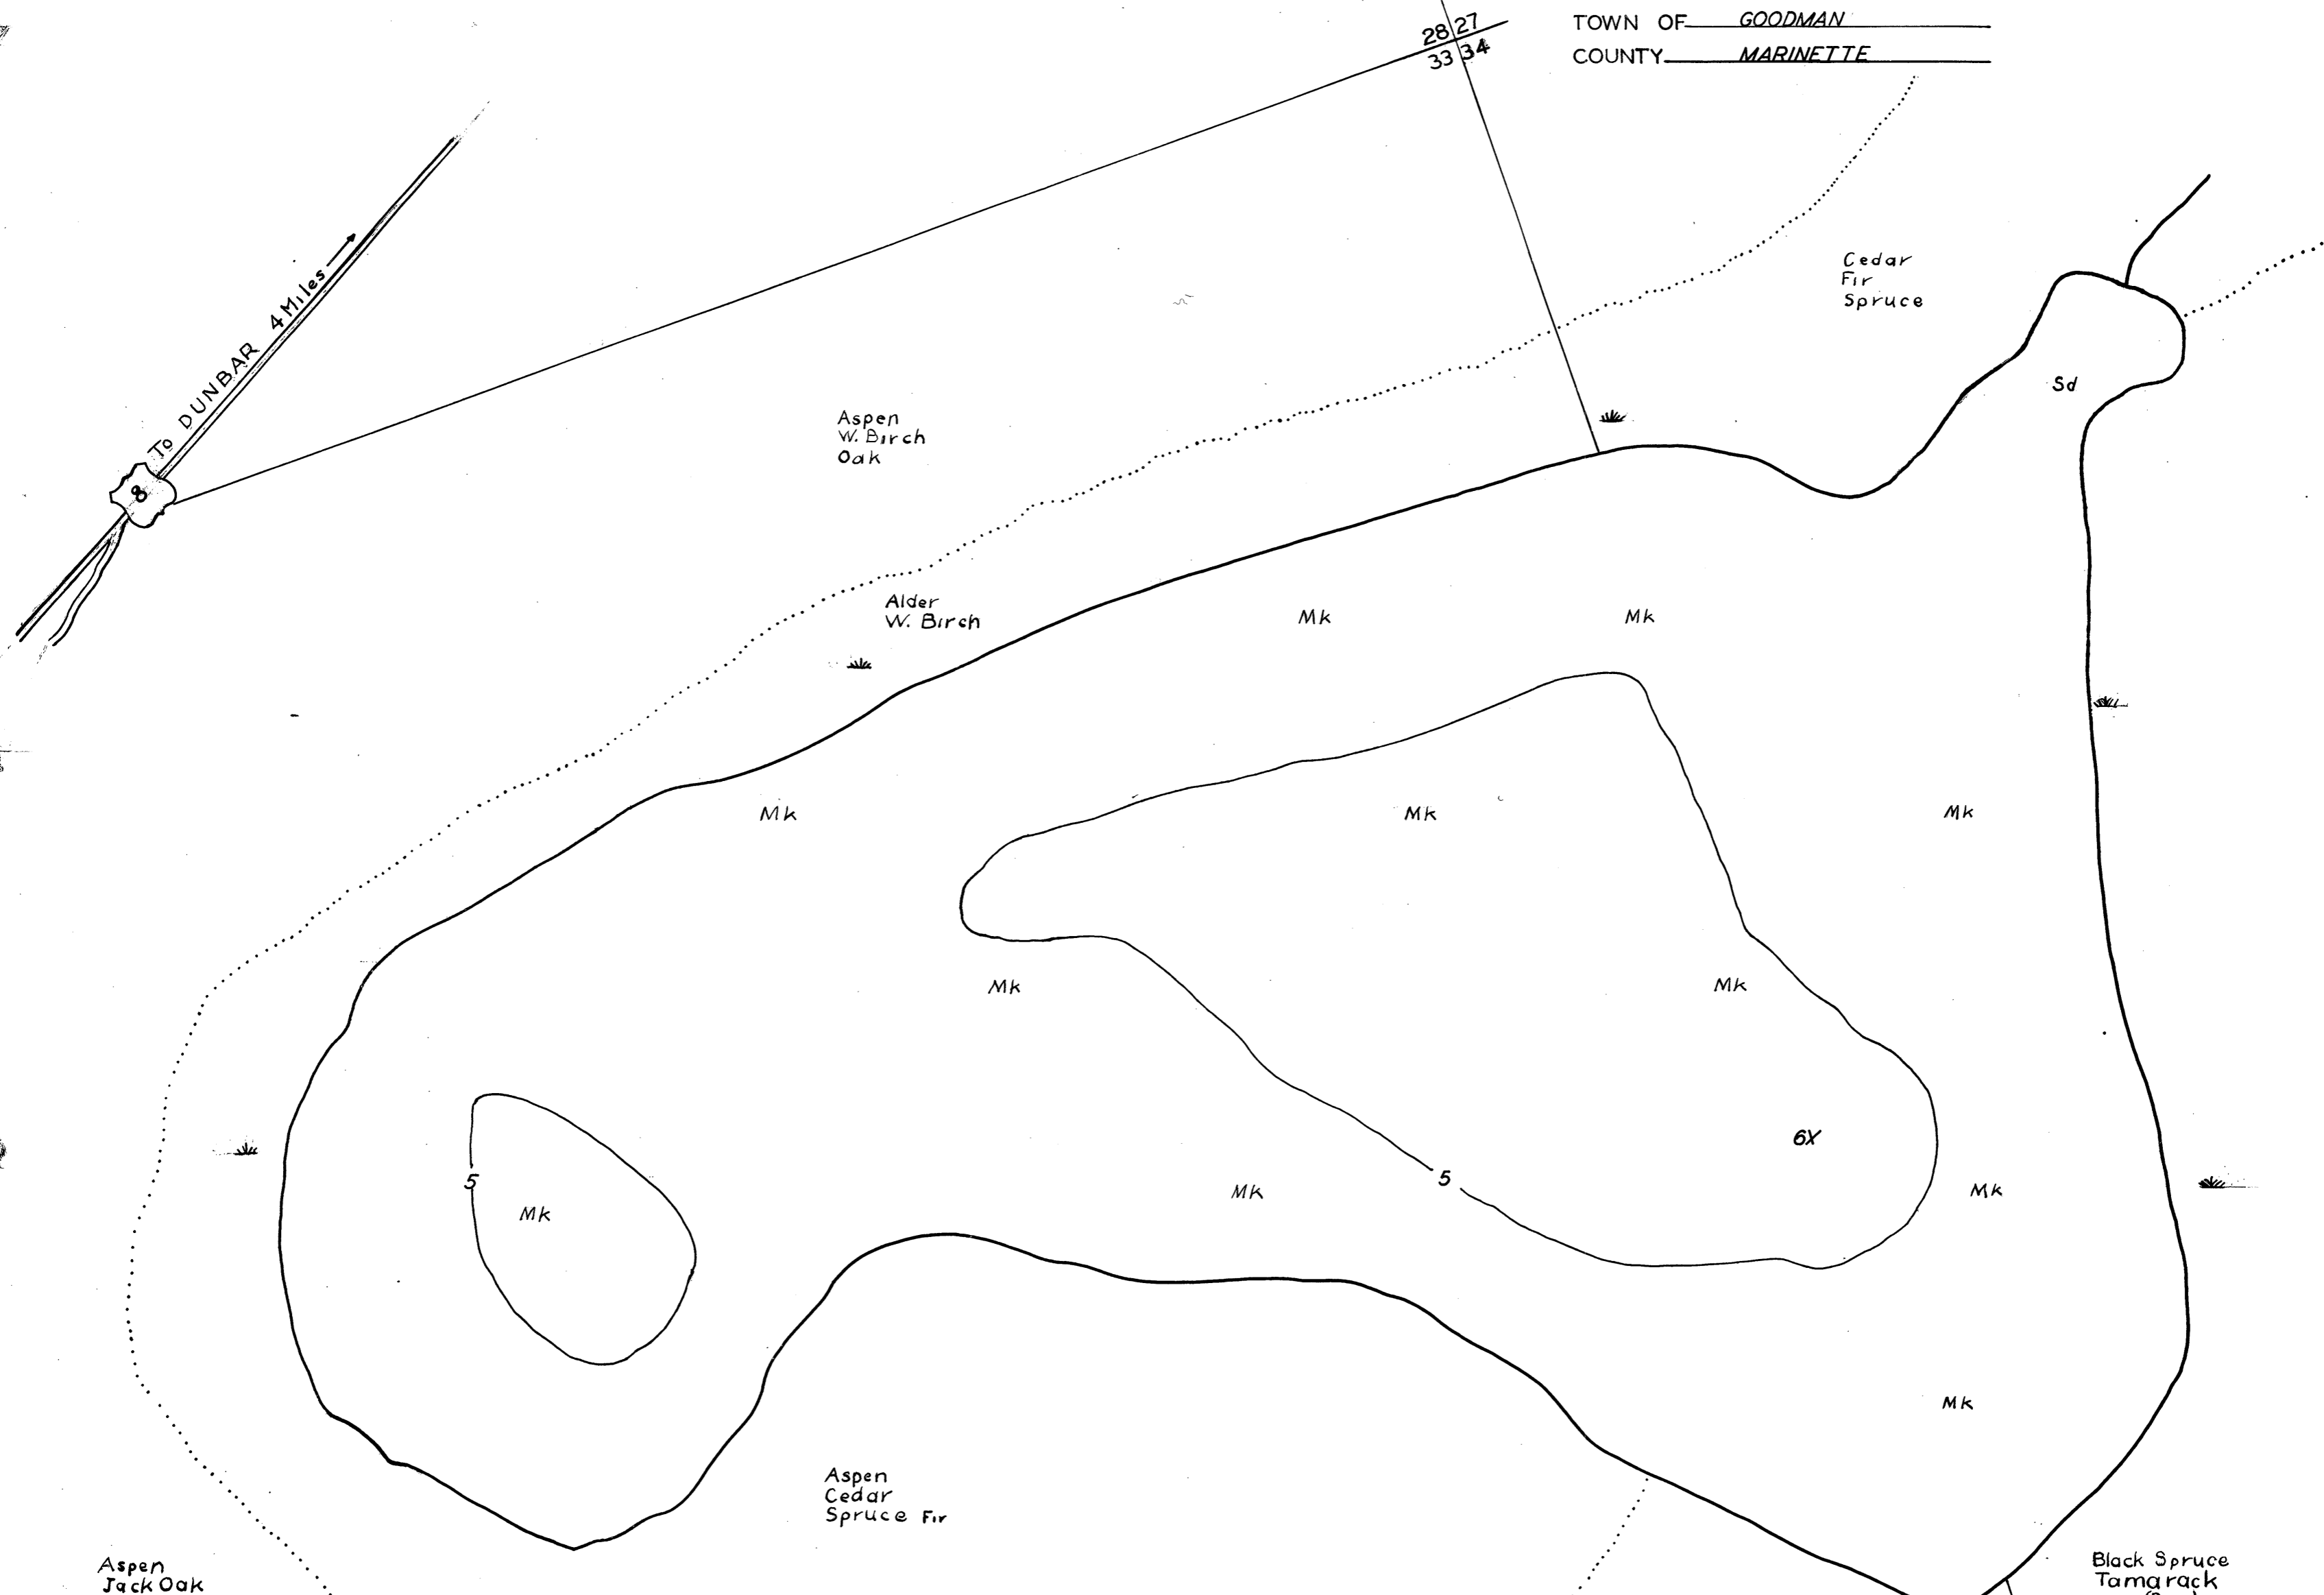 TOWN OF GOODMAN
COUNTY MARINETTE
28 27
33 34
To DUNBAR 4 Miles
8
Cedar
Fir
Spruce
Sd
Aspen
W. Birch
Oak
Alder
W. Birch
Mk
Mk
Mk
Mk
Mk
Mk
Mk
6X
5
Mk
5
Mk
Mk
Mk
Aspen
Cedar
Spruce Fir
Aspen
Jack Oak
Black Spruce
Tamarack